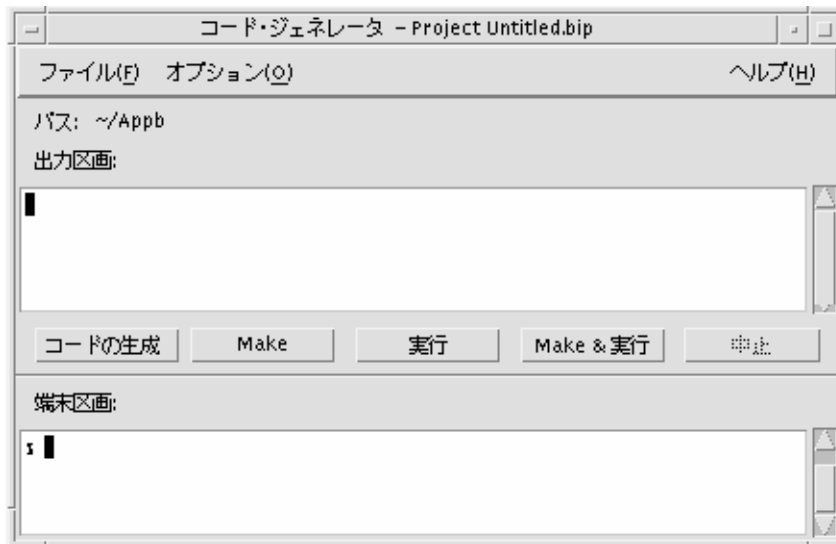 コード・ジェネレータ – Project Untitled.bip
ファイル(F) オプション(O) ヘルプ(H)
パス: ~/Appb
出力区画:
コードの生成 Make 実行 Make & 実行 中止
端末区画: